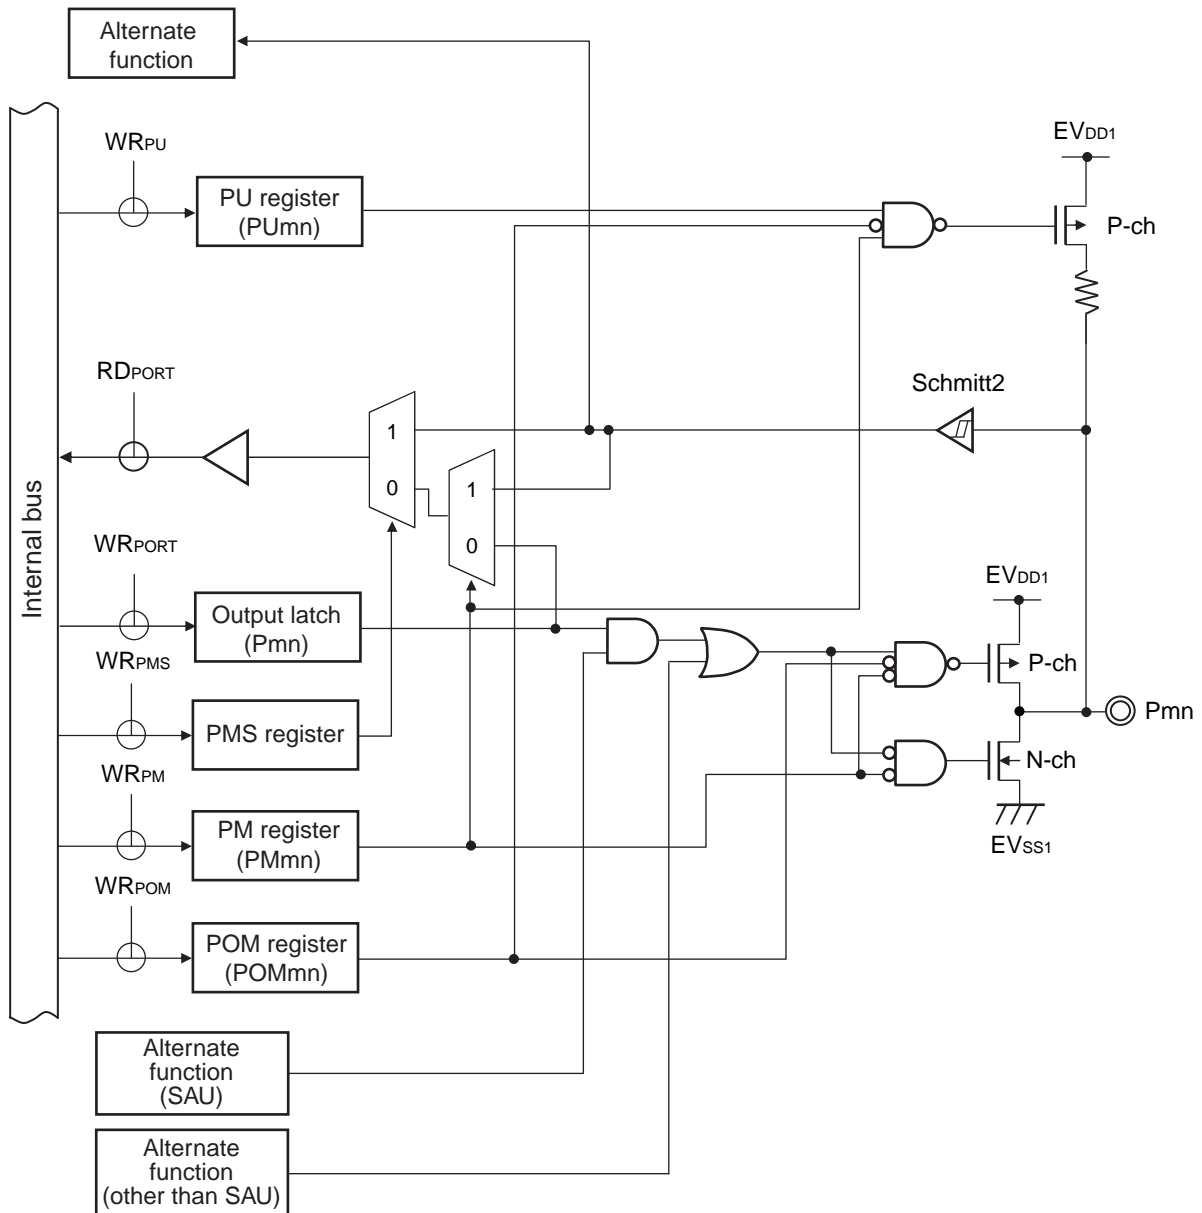 Alternate
function
WRPU
EVDD1
PU register
(PUmn)
P-ch
RDPORT
Schmitt2
1
0
1
0
Internal bus
WRPORT
EVDD1
Output latch
(Pmn)
P-ch
WRPMS
Pmn
PMS register
N-ch
WRPM
PM register
(PMmn)
EVSS1
WRPOM
POM register
(POMmn)
Alternate
function
(SAU)
Alternate
function
(other than SAU)